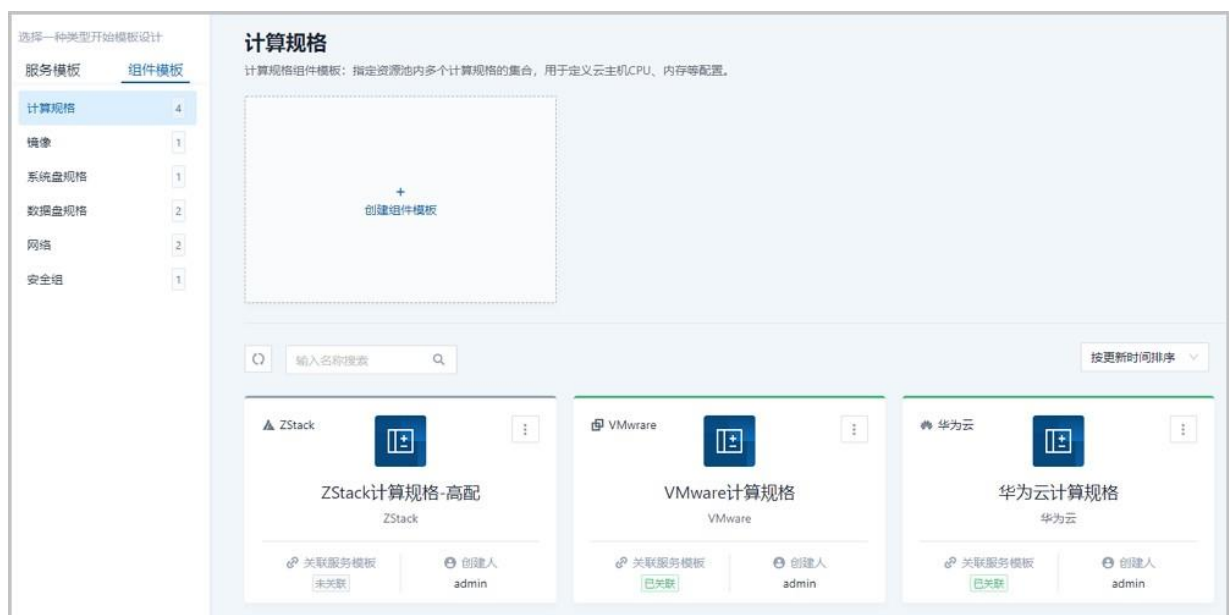 选择一种类型开始模板设计
服务模板 组件模板
计算规格 4
镜像 1
系统盘规格 1
数据盘规格 2
网络 2
安全组 1
计算规格
计算规格组件模板：指定资源池内多个计算规格的集合，用于定义云主机CPU、内存等配置。
+
创建组件模板
输入名称搜索
按更新时间排序
ZStack
ZStack计算规格-高配
ZStack
关联服务模板 创建人
未关联 admin
VMwrare
VMware计算规格
VMware
关联服务模板 创建人
已关联 admin
华为云
华为云计算规格
华为云
关联服务模板 创建人
已关联 admin